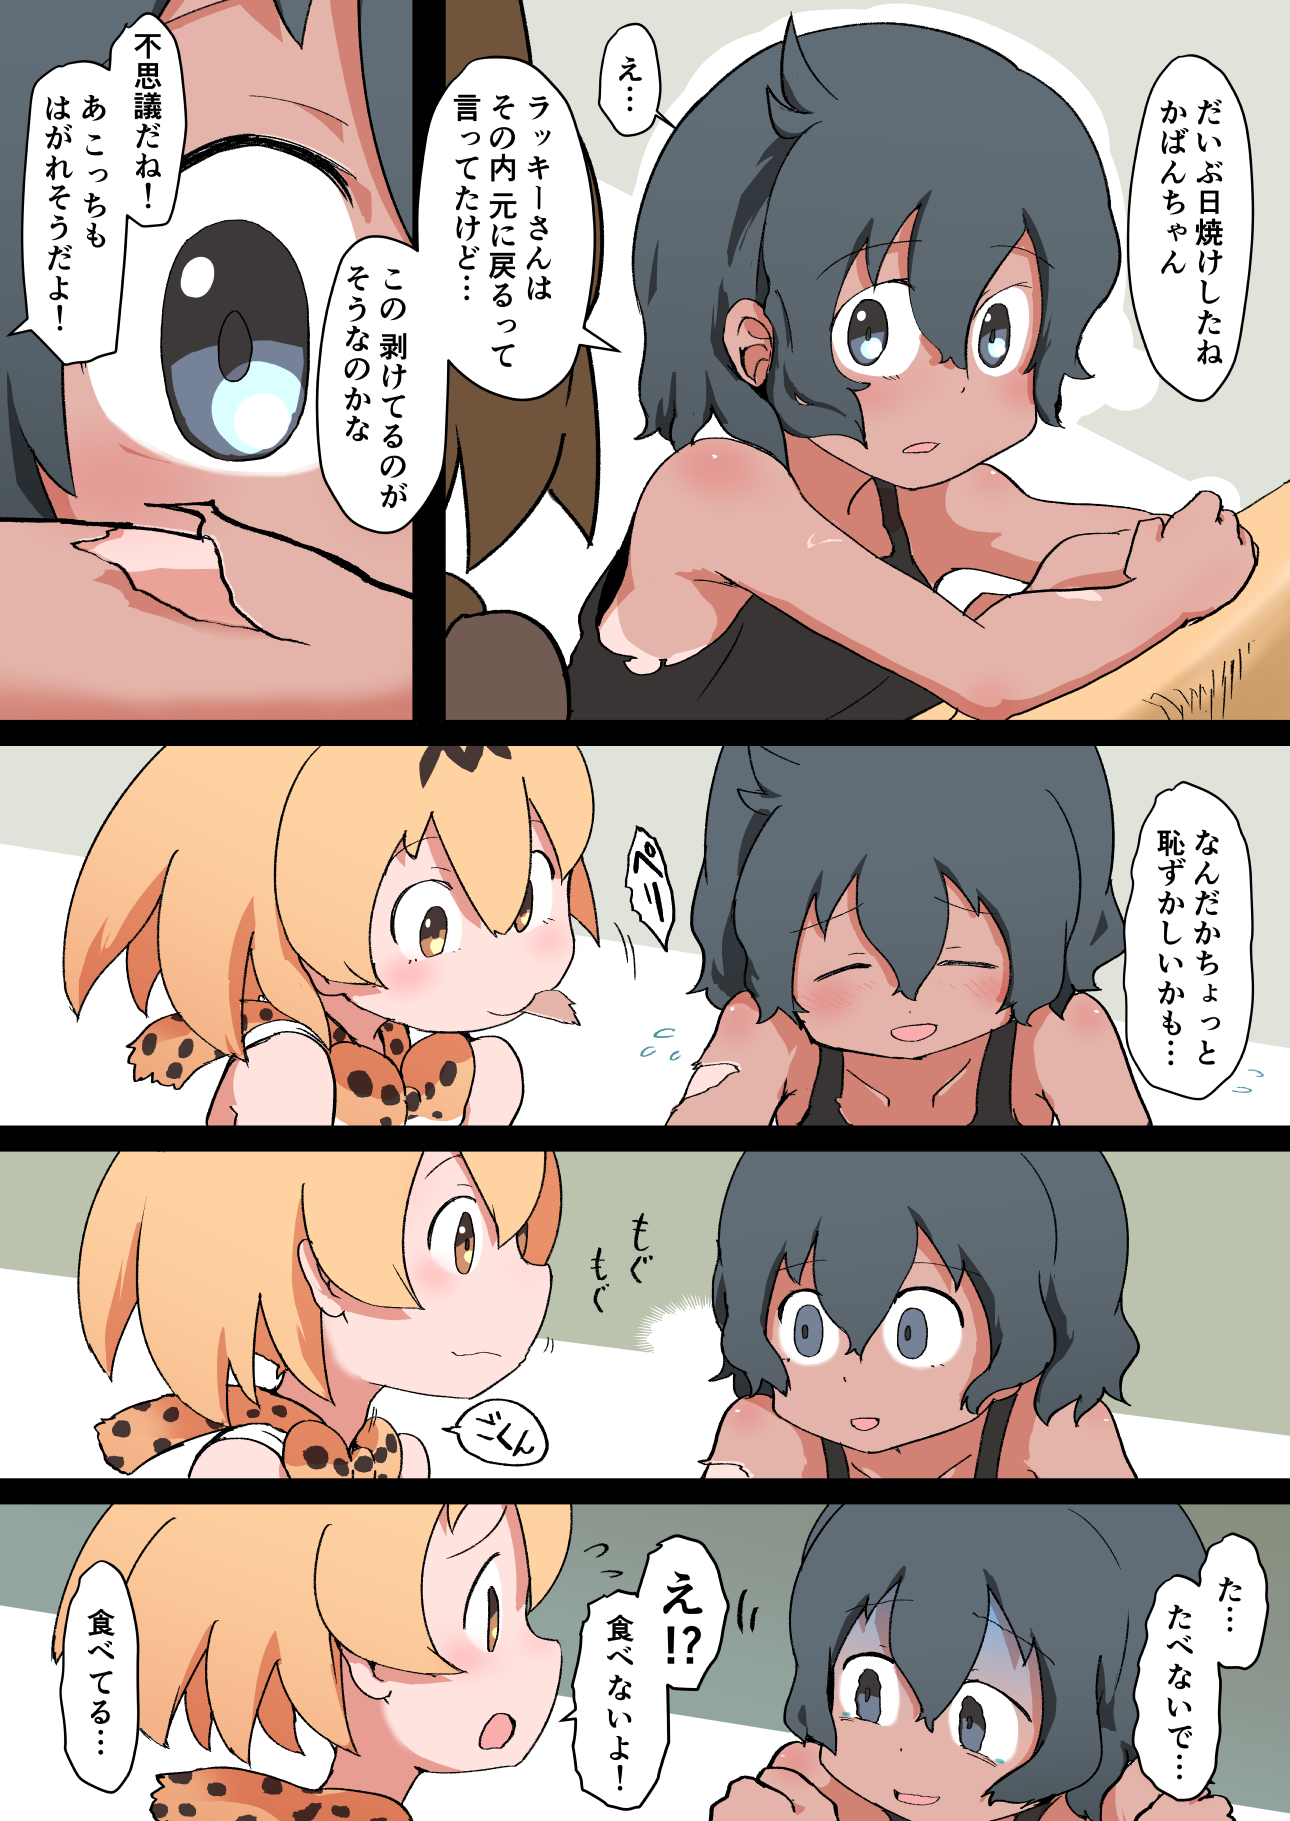 だいぶ日焼けしたね
かばんちゃん
え…
ラッキーさんは
その内 元に戻るって
言ってたけど…
この 剥けてるのが
そうなのかな
不思議だね！
あ こっちも
はがれそうだよ！
なんだかちょっと
恥ずかしいかも…
ペリ
もぐ
もぐ
ごくん
た…
たべないで…
え!?
食べないよ！
食べてる…